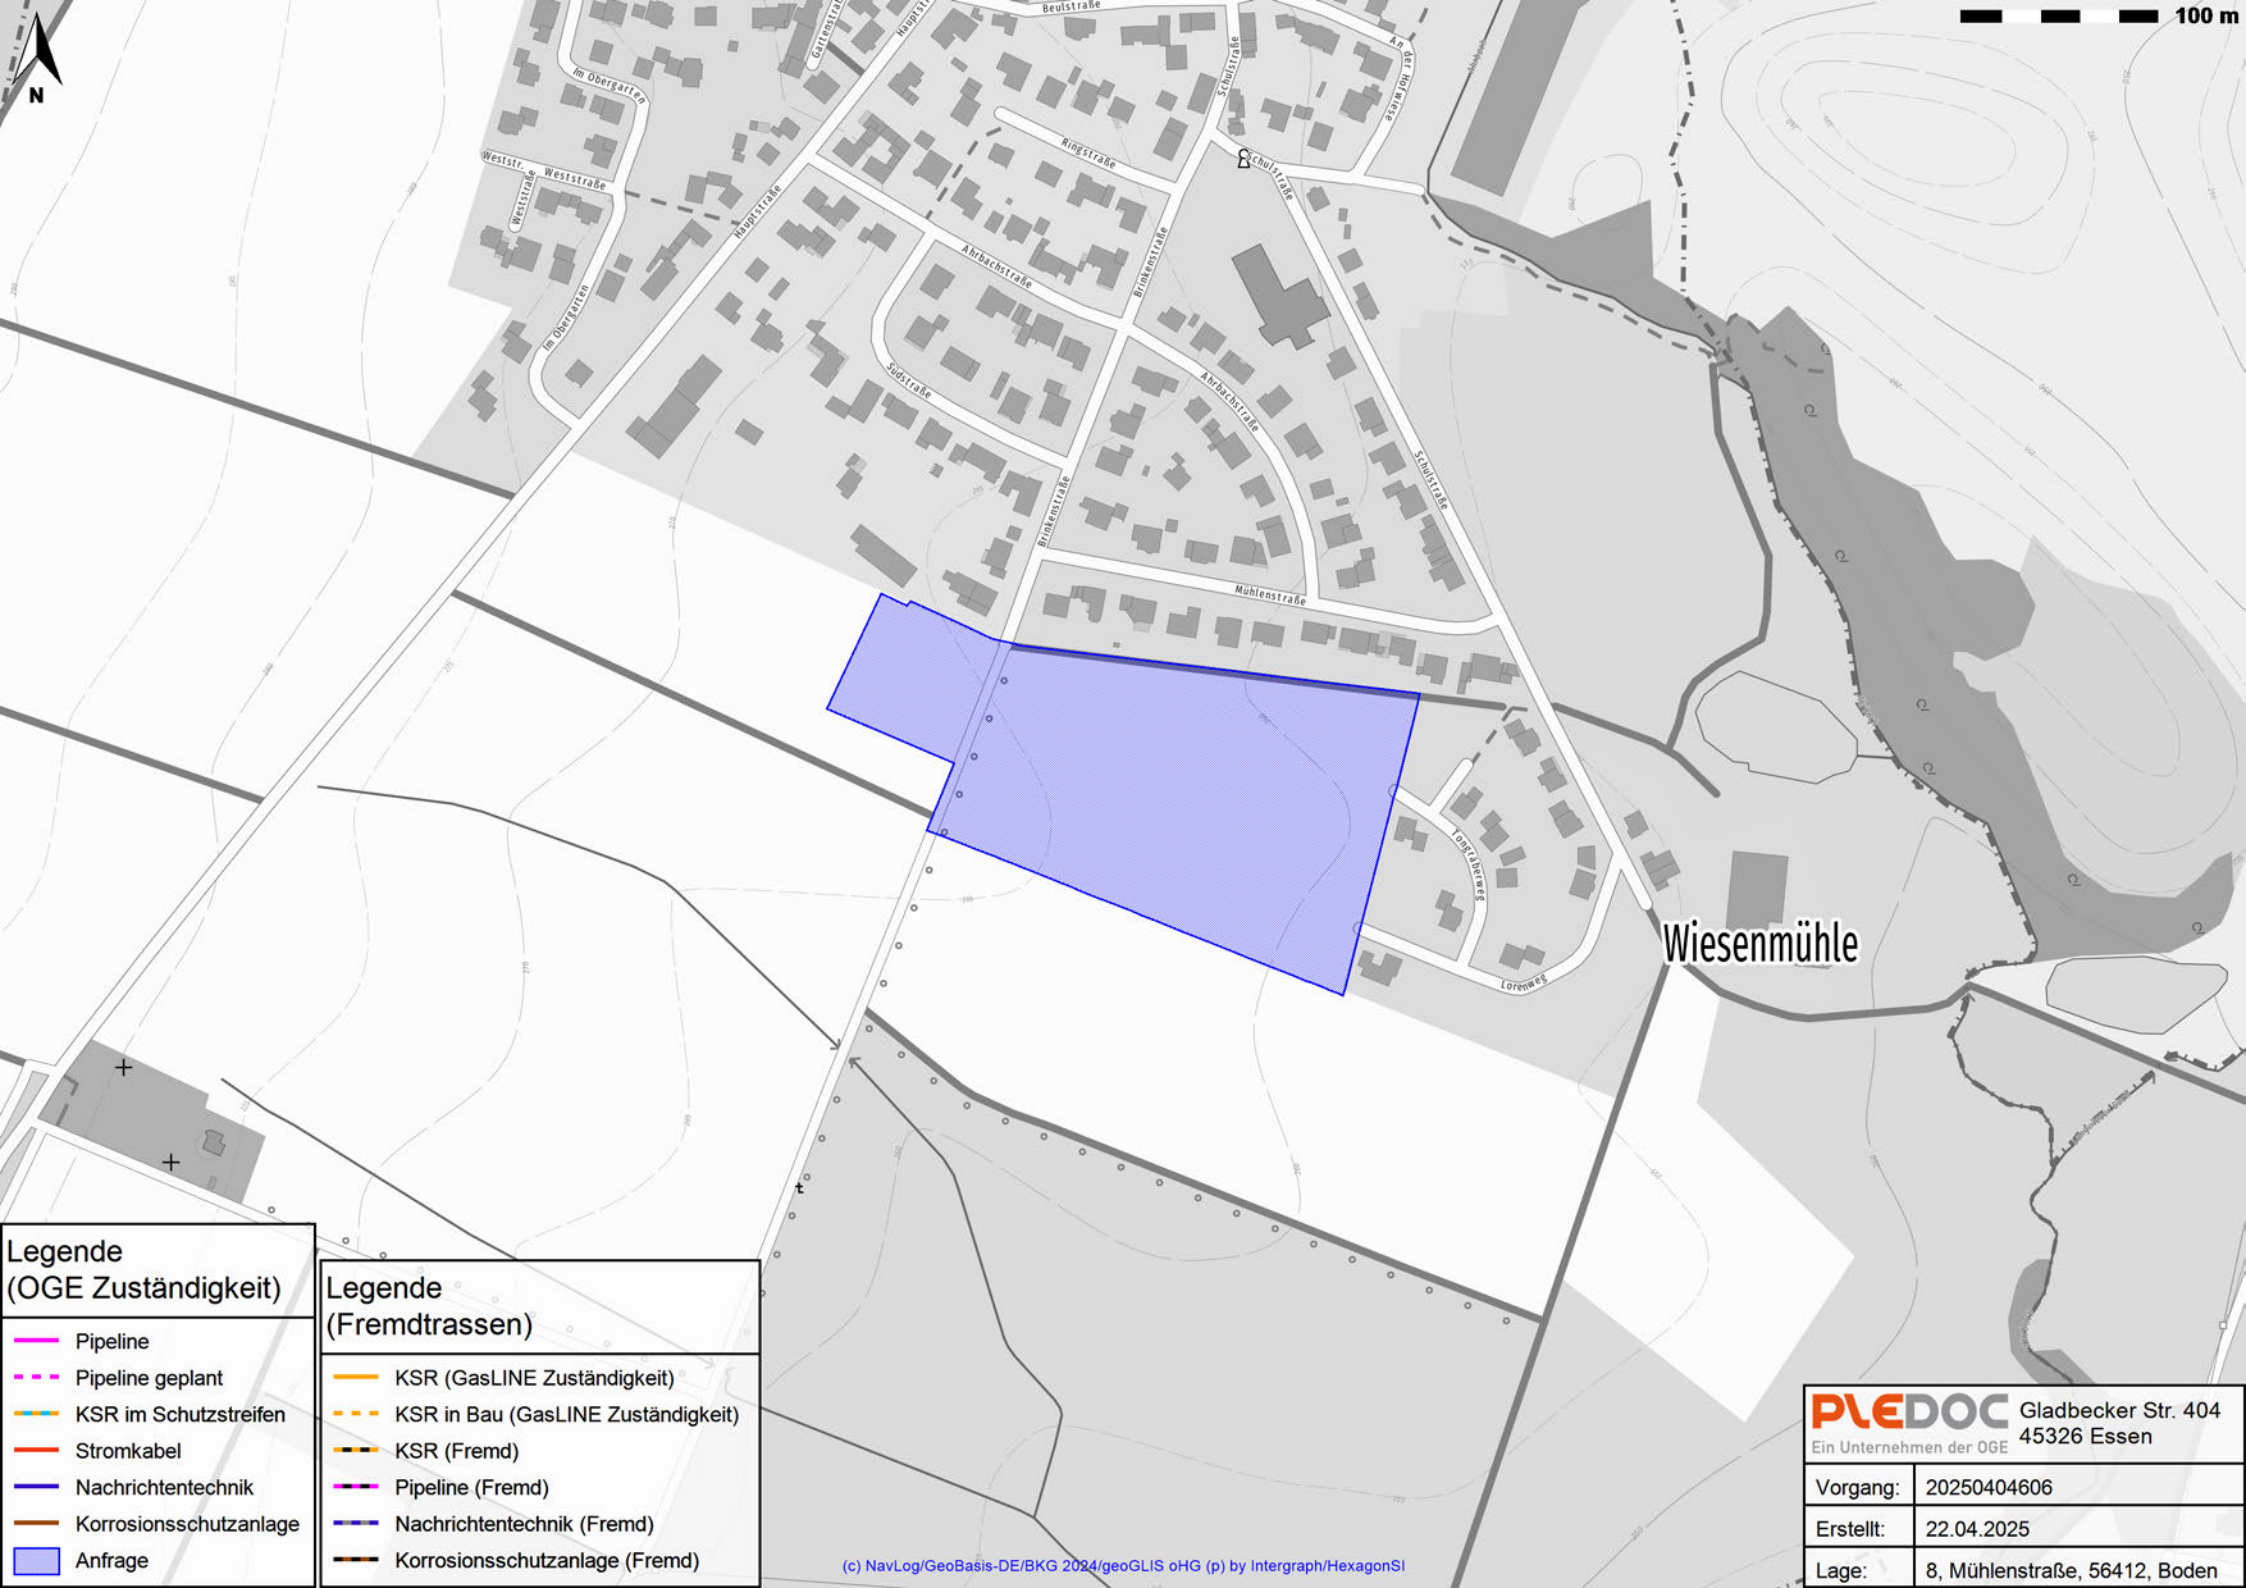 N
100 m
Beulstraße
Gartenstra
Hauptstr
Im Obergarten
Schulstraße
An der Hofwiese
Ringstraße
Schulstraße
Weststr.
Weststraße
Weststraße
Hauptstraße
Ahrbachstraße
Brinkenstraße
Im Obergarten
Südstraße
Ahrbachstraße
Schulstraße
Brinkenstraße
Mühlenstraße
Tongräberweg
Wiesenmühle
Lorenweg
t
Legende
(OGE Zuständigkeit)
Pipeline
Pipeline geplant
KSR im Schutzstreifen
Stromkabel
Nachrichtentechnik
Korrosionsschutzanlage
Anfrage
Legende
(Fremdtrassen)
KSR (GasLINE Zuständigkeit)
KSR in Bau (GasLINE Zuständigkeit)
KSR (Fremd)
Pipeline (Fremd)
Nachrichtentechnik (Fremd)
Korrosionsschutzanlage (Fremd)
(c) NavLog/GeoBasis-DE/BKG 2024/geoGLIS oHG (p) by Intergraph/HexagonSI
PLEDOC
Ein Unternehmen der OGE
Gladbecker Str. 404
45326 Essen
Vorgang: 20250404606
Erstellt: 22.04.2025
Lage: 8, Mühlenstraße, 56412, Boden